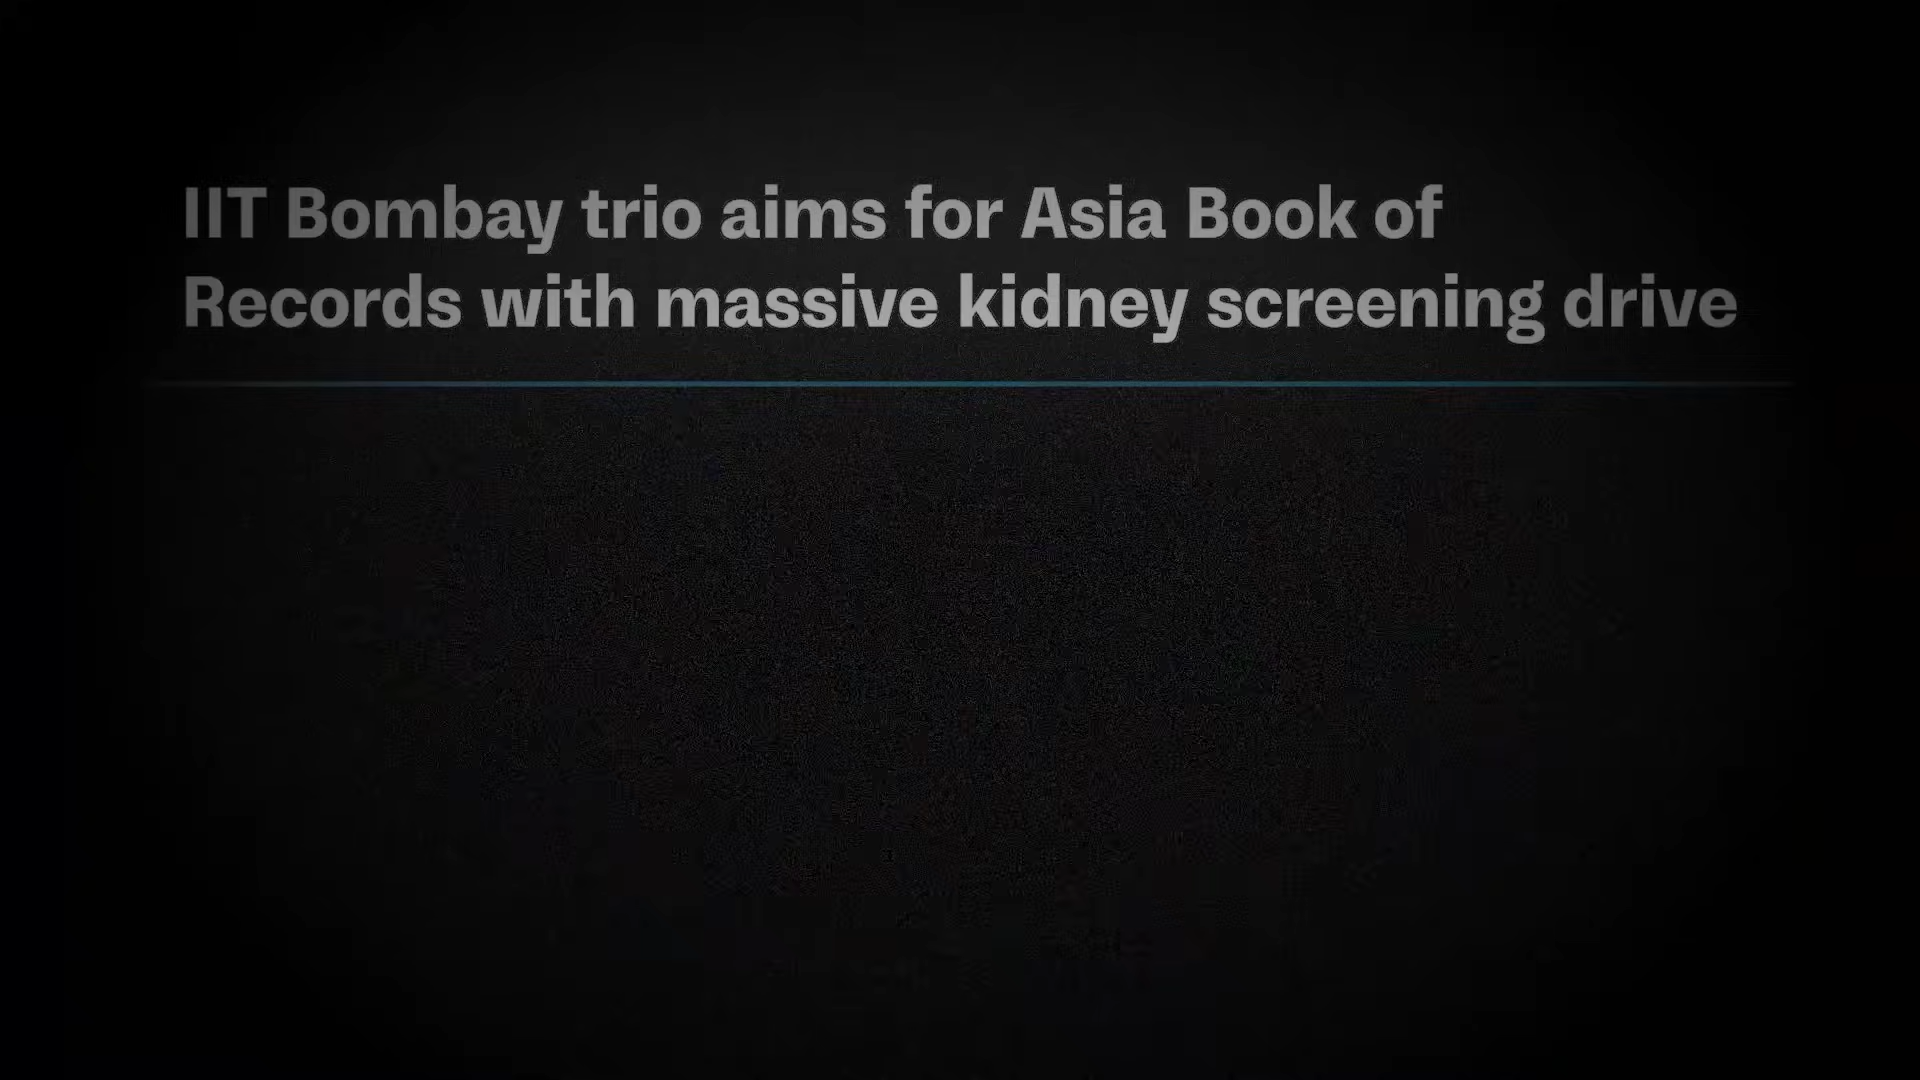 IIT Bombay trio aims for Asia Book of
Records with massive kidney screening drive